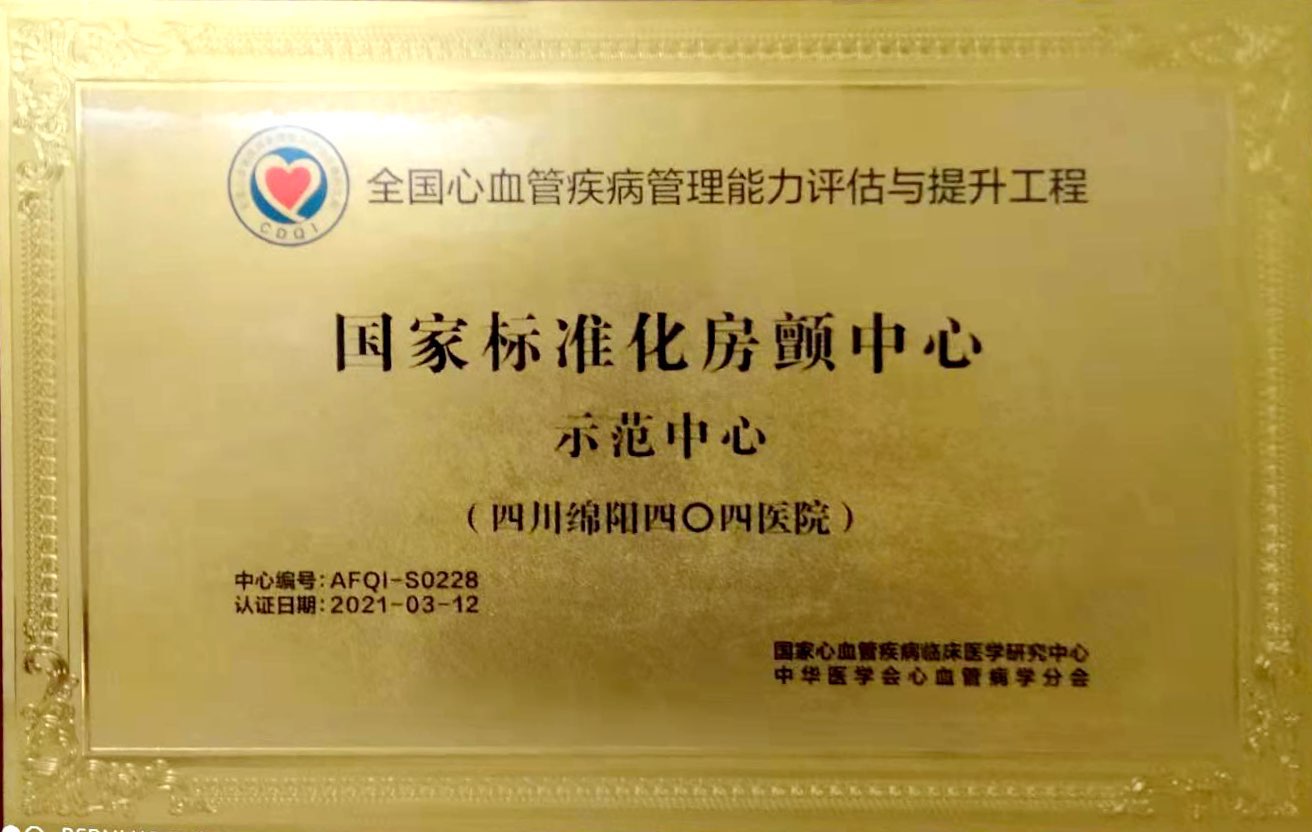 全国心血管疾病管理能力评估与提升工程
CDQI
国家标准化房颤中心
示范中心
（四川绵阳四〇四医院）
中心编号：AFQI-S0228
认证日期：2021-03-12
国家心血管疾病临床医学研究中心
中华医学会心血管病学分会